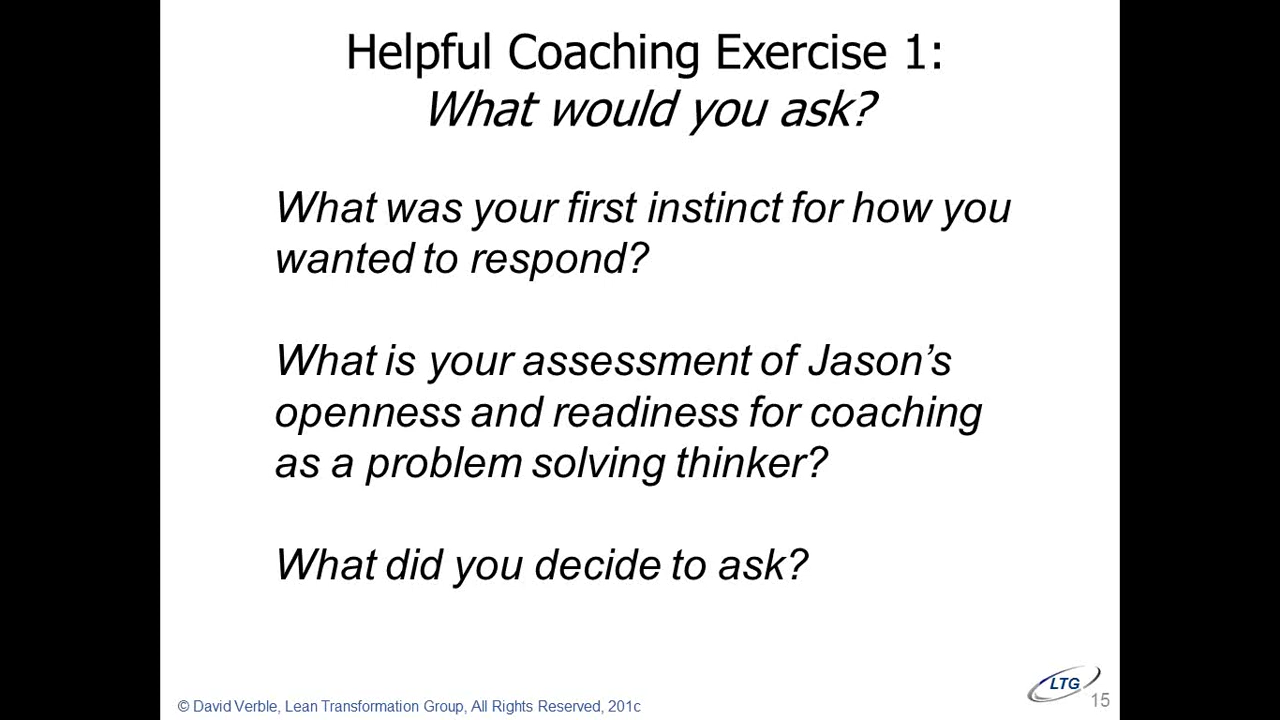 Helpful Coaching Exercise 1:
What would you ask?
What was your first instinct for how you
wanted to respond?
What is your assessment of Jason’s
openness and readiness for coaching
as a problem solving thinker?
What did you decide to ask?
© David Verble, Lean Transformation Group, All Rights Reserved, 201c
LTG
15